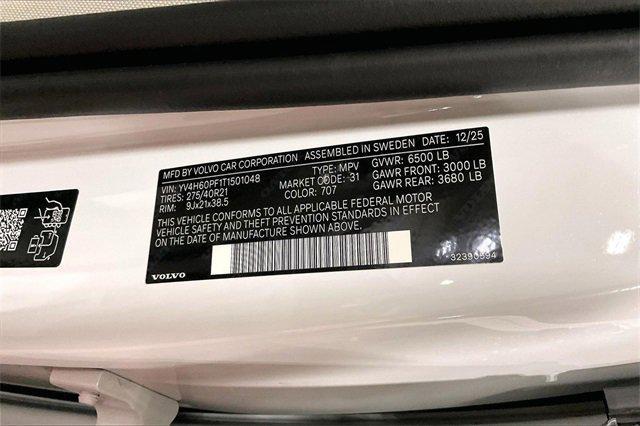 MFD BY VOLVO CAR CORPORATION ASSEMBLED IN SWEDEN DATE: 12/25
VIN: YV4H60PF1T1501048 TYPE: MPV GVWR: 6500 LB
TIRES: 275/40R21 MARKET CODE: 31 GAWR FRONT: 3000 LB
RIM: 9Jx21x38.5 COLOR: 707 GAWR REAR: 3680 LB
THIS VEHICLE CONFORMS TO ALL APPLICABLE FEDERAL MOTOR
VEHICLE SAFETY AND THEFT PREVENTION STANDARDS IN EFFECT
ON THE DATE OF MANUFACTURE SHOWN ABOVE.
VOLVO 32390594